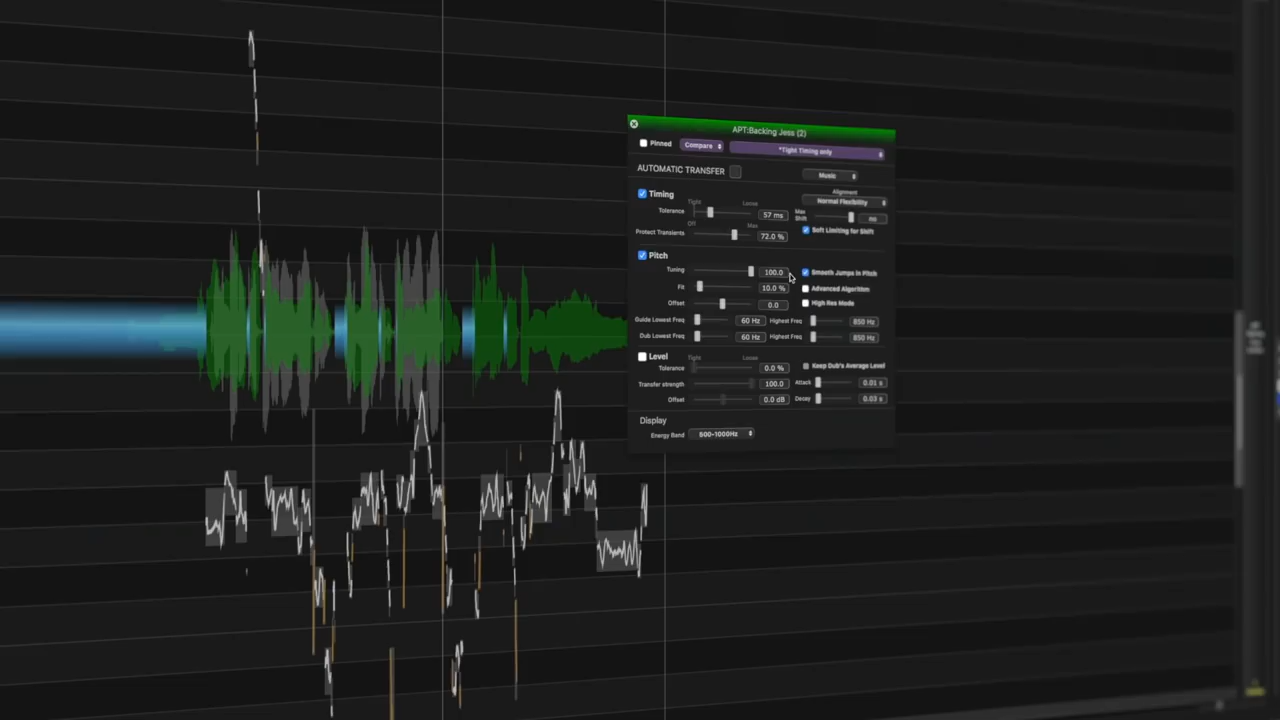 APT:Backing Jess (2)
Pinned Compare *Tight Timing only
AUTOMATIC TRANSFER Music
Timing Tight Loose Alignment
Normal Flexibility
Tolerance 57 ms Max Shift
Off Max
Protect Transients 72.0 % Soft Limiting for Shift
Pitch
Tuning 100.0 Smooth Jumps in Pitch
Fit 10.0 % Advanced Algorithm
Offset 0.0 High Res Mode
Guide Lowest Freq 60 Hz Highest Freq 850 Hz
Dub Lowest Freq 60 Hz Highest Freq 850 Hz
Level Tight Loose
Tolerance 0.0 % Keep Dub's Average Level
Transfer strength 100.0 Attack 0.01 s
Offset 0.0 dB Decay 0.03 s
Display
Energy Band 600-1000Hz